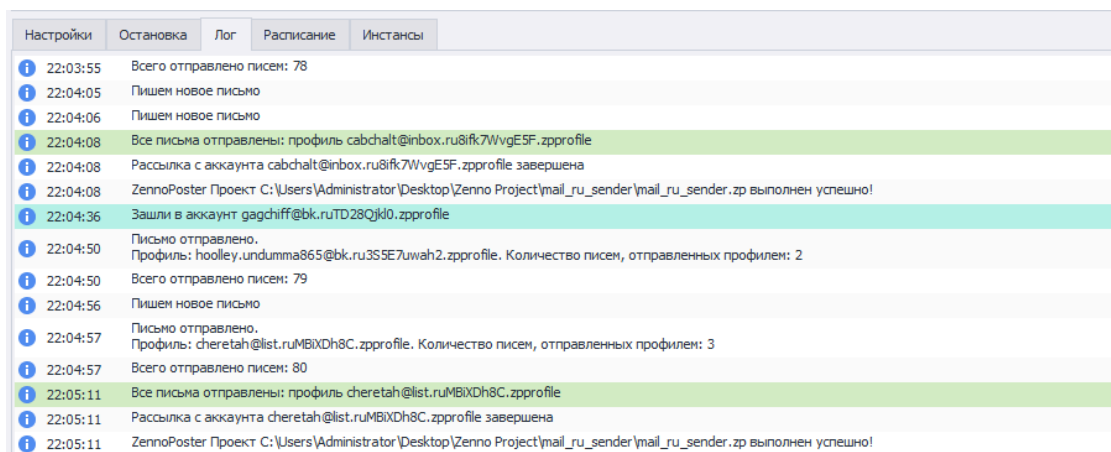 Настройки Остановка Лог Расписание Инстансы
22:03:55 Всего отправлено писем: 78
22:04:05 Пишем новое письмо
22:04:06 Пишем новое письмо
22:04:08 Все письма отправлены: профиль cabchalt@inbox.ru8ifk7WvgE5F.zpprofile
22:04:08 Рассылка с аккаунта cabchalt@inbox.ru8ifk7WvgE5F.zpprofile завершена
22:04:08 ZennoPoster Проект C:\Users\Administrator\Desktop\Zenno Project\mail_ru_sender\mail_ru_sender.zp выполнен успешно!
22:04:36 Зашли в аккаунт gagchiff@bk.ruTD28Qjkl0.zpprofile
22:04:50 Письмо отправлено.
Профиль: hoolley.undumma865@bk.ru3S5E7uwah2.zpprofile. Количество писем, отправленных профилем: 2
22:04:50 Всего отправлено писем: 79
22:04:56 Пишем новое письмо
22:04:57 Письмо отправлено.
Профиль: cheretah@list.ruMBiXDh8C.zpprofile. Количество писем, отправленных профилем: 3
22:04:57 Всего отправлено писем: 80
22:05:11 Все письма отправлены: профиль cheretah@list.ruMBiXDh8C.zpprofile
22:05:11 Рассылка с аккаунта cheretah@list.ruMBiXDh8C.zpprofile завершена
22:05:11 ZennoPoster Проект C:\Users\Administrator\Desktop\Zenno Project\mail_ru_sender\mail_ru_sender.zp выполнен успешно!